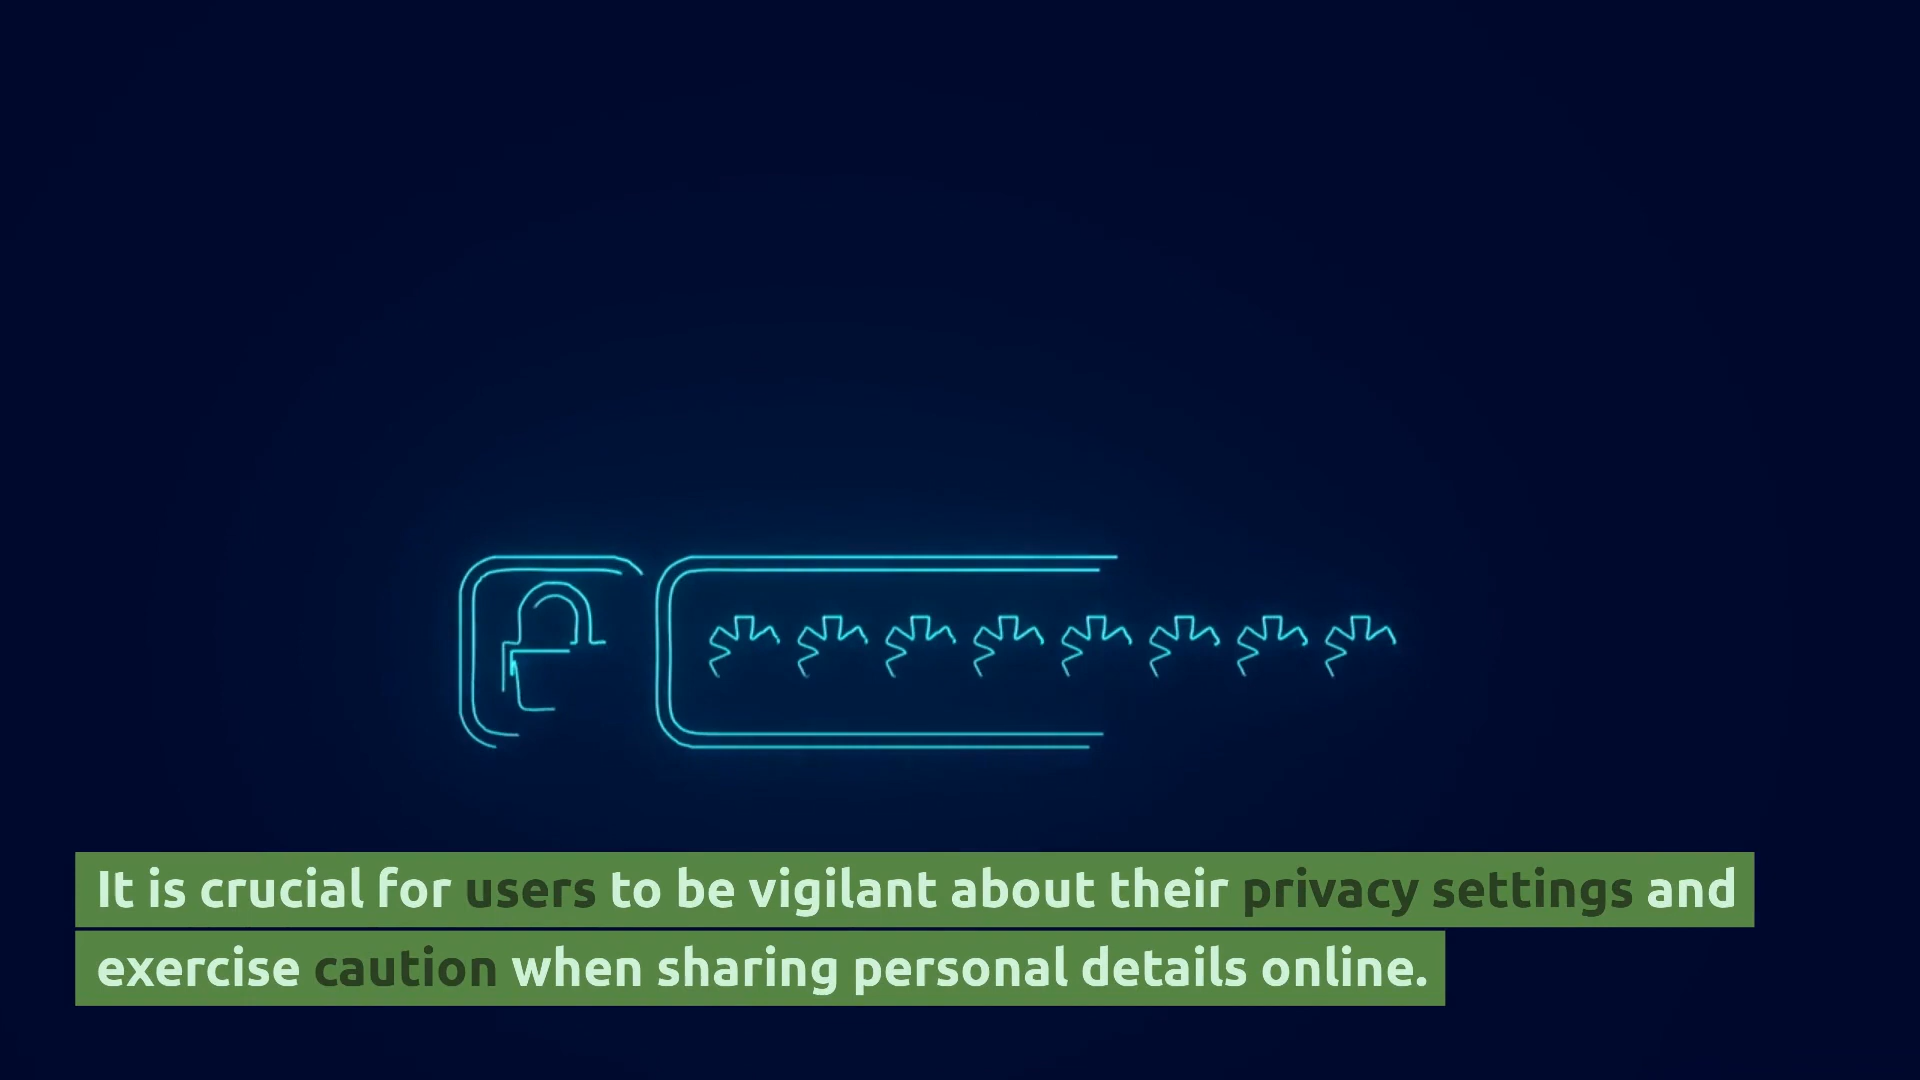 It is crucial for users to be vigilant about their privacy settings and
exercise caution when sharing personal details online.